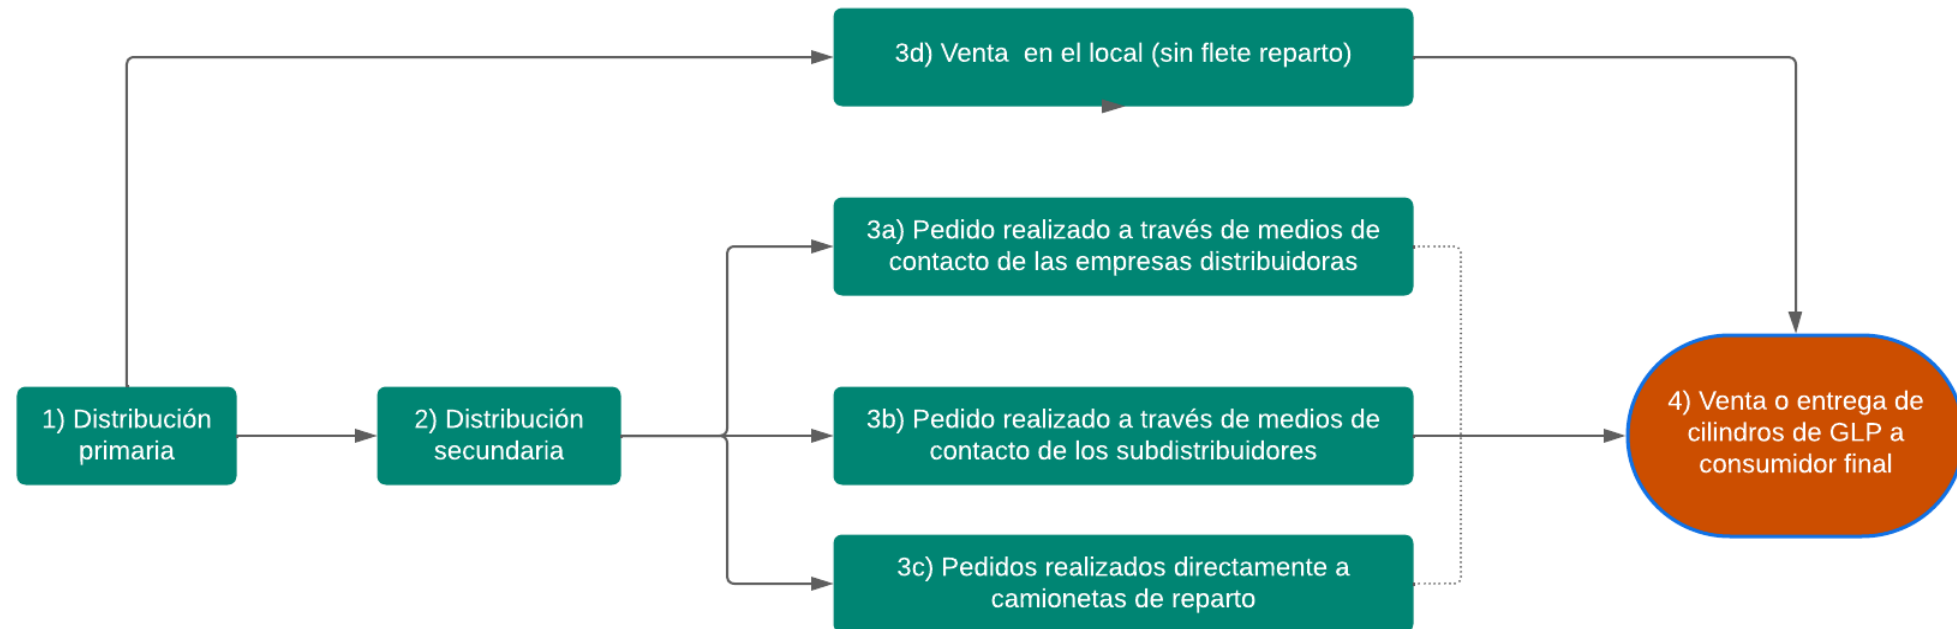 3d) Venta  en el local (sin flete reparto)
3a) Pedido realizado a través de medios de
contacto de las empresas distribuidoras
1) Distribución
primaria
2) Distribución
secundaria
3b) Pedido realizado a través de medios de
contacto de los subdistribuidores
4) Venta o entrega de
cilindros de GLP a
consumidor final
3c) Pedidos realizados directamente a
camionetas de reparto